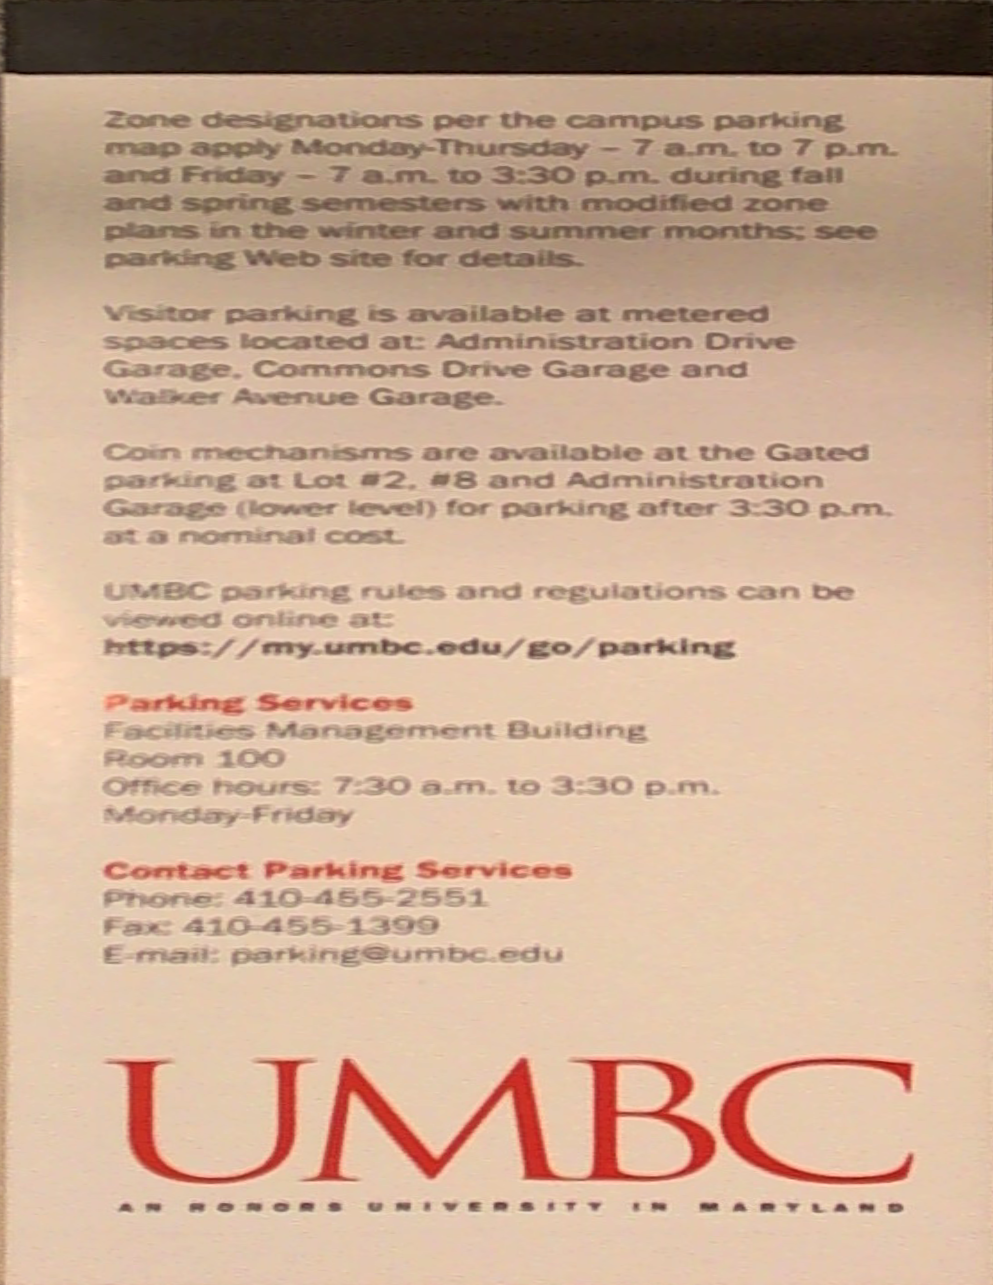 Zone designations per the campus parking
map apply Monday-Thursday – 7 a.m. to 7 p.m.
and Friday – 7 a.m. to 3:30 p.m. during fall
and spring semesters with modified zone
plans in the winter and summer months; see
parking Web site for details.
Visitor parking is available at metered
spaces located at: Administration Drive
Garage, Commons Drive Garage and
Walker Avenue Garage.
Coin mechanisms are available at the Gated
parking at Lot #2, #8 and Administration
Garage (lower level) for parking after 3:30 p.m.
at a nominal cost.
UMBC parking rules and regulations can be
viewed online at:
https://my.umbc.edu/go/parking
Parking Services
Facilities Management Building
Room 100
Office hours: 7:30 a.m. to 3:30 p.m.
Monday-Friday
Contact Parking Services
Phone: 410-455-2551
Fax: 410-455-1399
E-mail: parking@umbc.edu
UMBC
AN HONORS UNIVERSITY IN MARYLAND